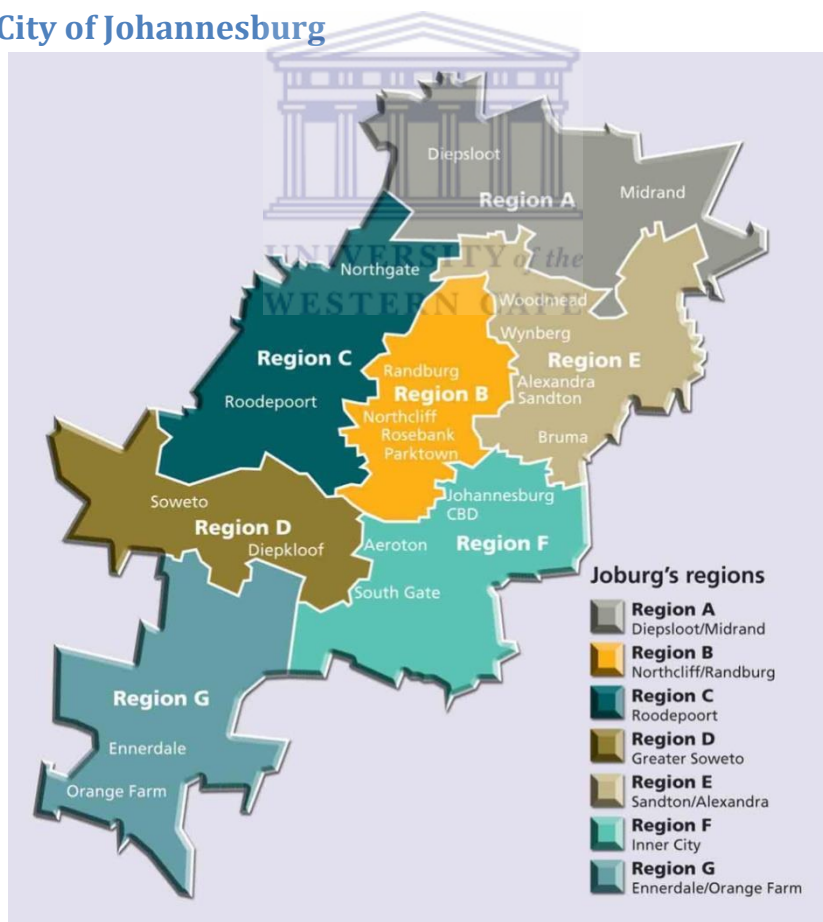 City of Johannesburg
Diepsloot
Midrand
Region A
UNIVERSITY of the
WESTERN CAPE
Northgate
Woodmead
Wynberg
Region C
Region E
Randburg
Region B
Alexandra
Sandton
Roodepoort
Northcliff
Rosebank
Parktown
Bruma
Soweto
Johannesburg
CBD
Region D
Diepkloof
Aeroton
Region F
South Gate
Region G
Ennerdale
Orange Farm
Joburg's regions
Region A
Diepsloot/Midrand
Region B
Northcliff/Randburg
Region C
Roodepoort
Region D
Greater Soweto
Region E
Sandton/Alexandra
Region F
Inner City
Region G
Ennerdale/Orange Farm